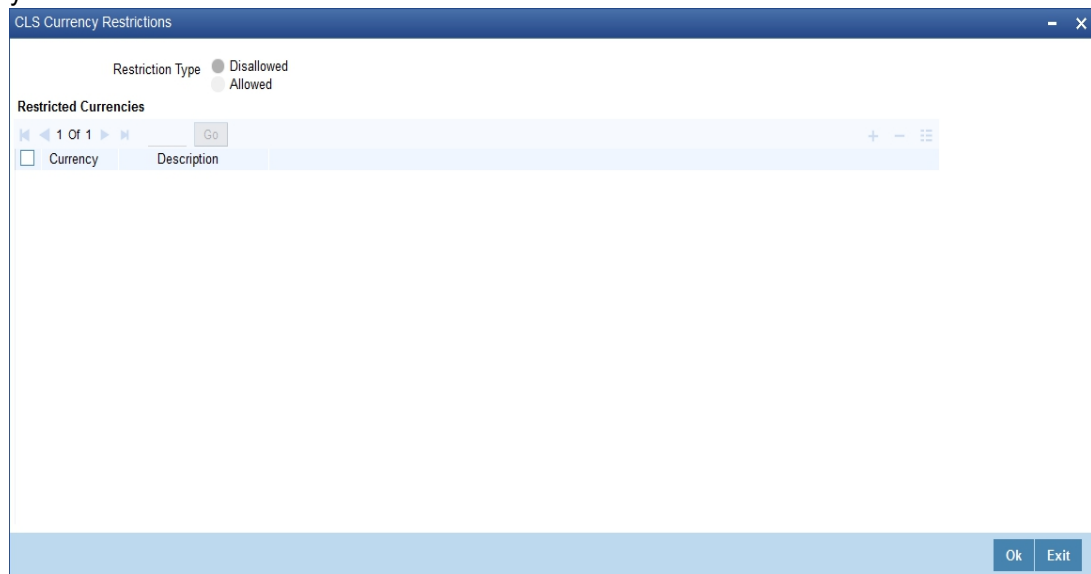 CLS Currency Restrictions
Restriction Type Disallowed
Allowed
Restricted Currencies
1 Of 1 Go
Currency Description
Ok Exit